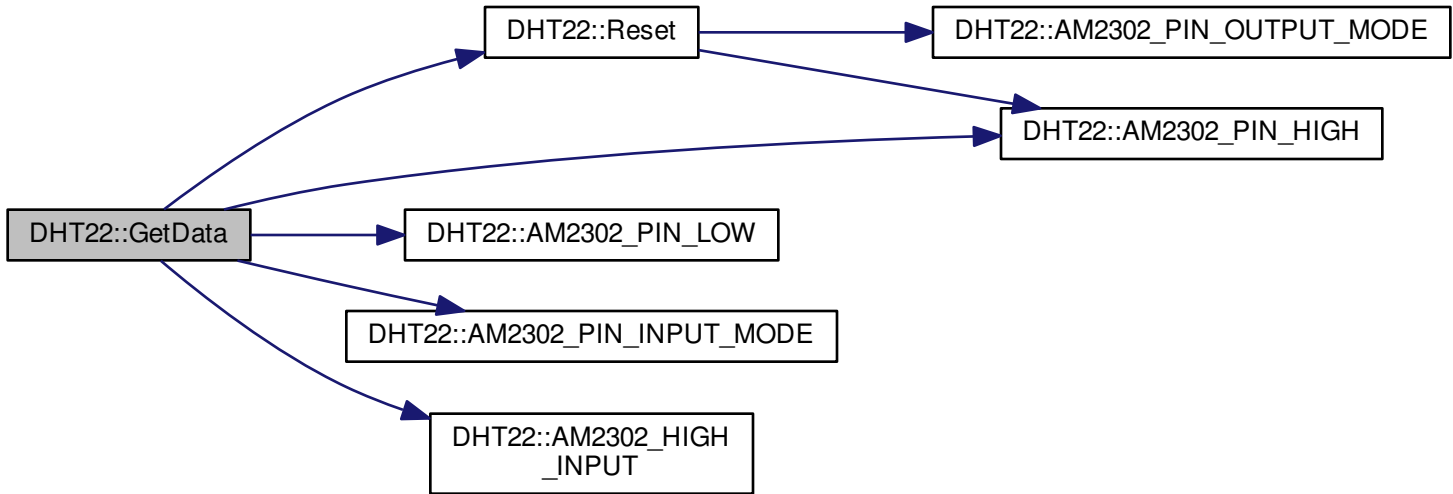 DHT22::Reset
DHT22::AM2302_PIN_OUTPUT_MODE
DHT22::AM2302_PIN_HIGH
DHT22::GetData
DHT22::AM2302_PIN_LOW
DHT22::AM2302_PIN_INPUT_MODE
DHT22::AM2302_HIGH
_INPUT